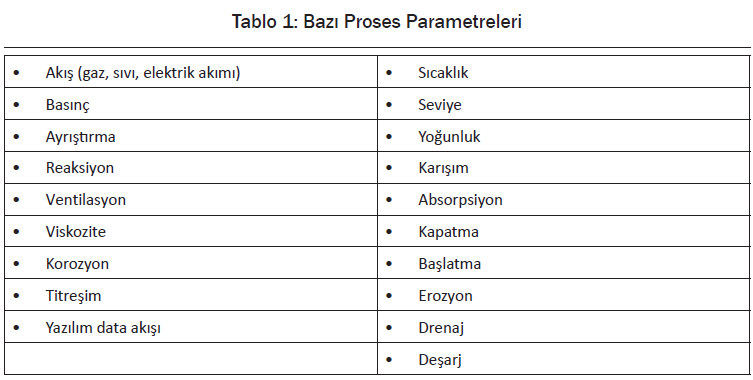 Tablo 1: Bazı Proses Parametreleri
• Akış (gaz, sıvı, elektrik akımı) • Sıcaklık
• Basınç • Seviye
• Ayrıştırma • Yoğunluk
• Reaksiyon • Karışım
• Ventilasyon • Absorpsiyon
• Viskozite • Kapatma
• Korozyon • Başlatma
• Titreşim • Erozyon
• Yazılım data akışı • Drenaj
• Deşarj